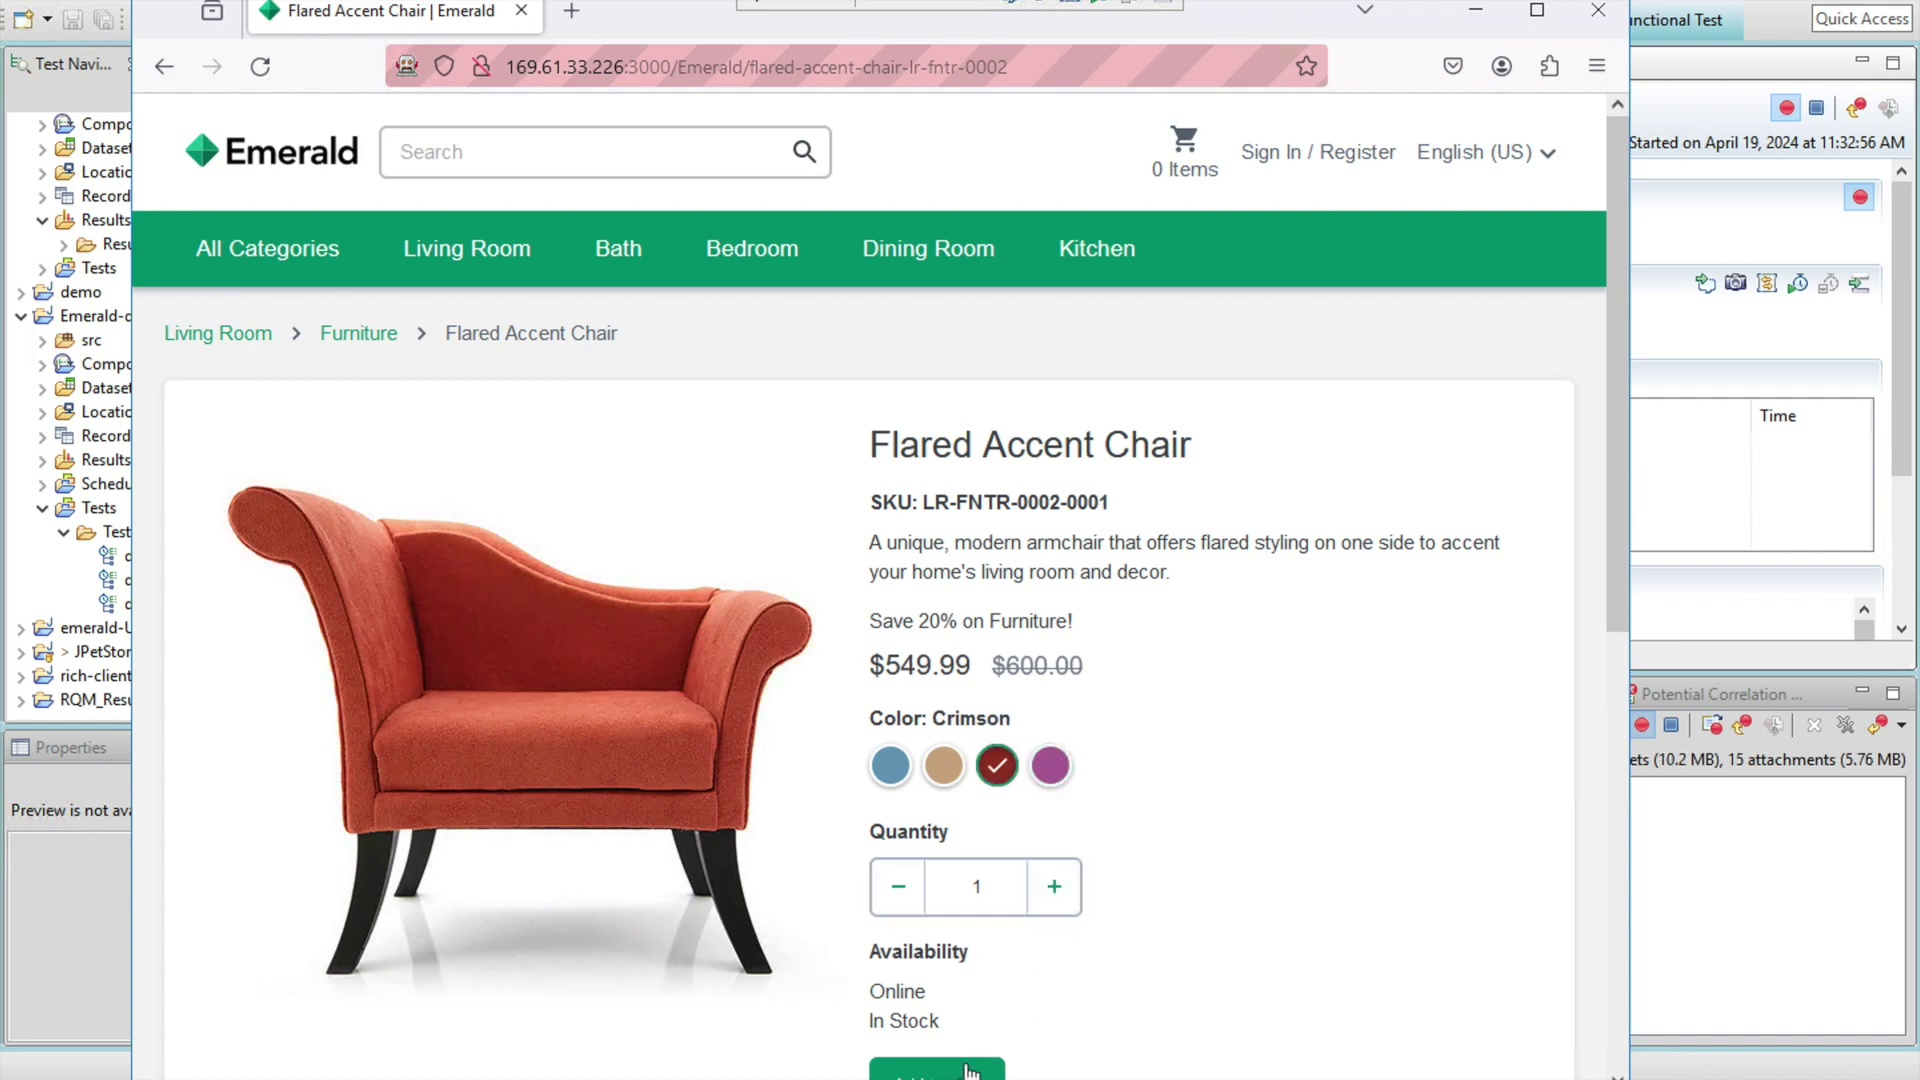 Flared Accent Chair | Emerald
nctional Test
Quick Access
Test Navi...
169.61.33.226:3000/Emerald/flared-accent-chair-lr-fntr-0002
Started on April 19, 2024 at 11:32:56 AM
Compo
Dataset
Locatio
Record
Results
Resu
Tests
demo
Emerald-d
src
Compo
Dataset
Locatio
Record
Results
Schedu
Tests
Test
emerald-U
> JPetStor
rich-client
RQM_Resu
Properties
Preview is not ava
Emerald
Search
0 Items
Sign In / Register
English (US)
All Categories
Living Room
Bath
Bedroom
Dining Room
Kitchen
Living Room > Furniture > Flared Accent Chair
Flared Accent Chair
SKU: LR-FNTR-0002-0001
A unique, modern armchair that offers flared styling on one side to accent
your home's living room and decor.
Save 20% on Furniture!
$549.99 $600.00
Color: Crimson
Quantity
1
Availability
Online
In Stock
Time
Potential Correlation ...
ets (10.2 MB), 15 attachments (5.76 MB)